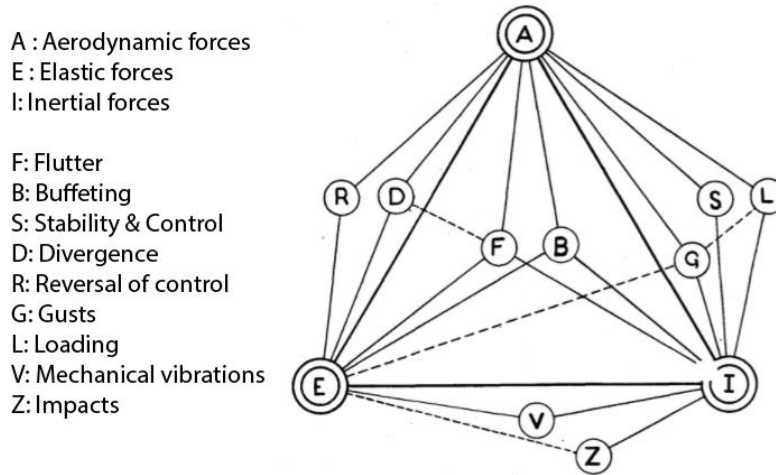 A : Aerodynamic forces
E : Elastic forces
I: Inertial forces
F: Flutter
B: Buffeting
S: Stability & Control
D: Divergence
R: Reversal of control
G: Gusts
L: Loading
V: Mechanical vibrations
Z: Impacts
A
R D S L
F B G
E I
V
Z